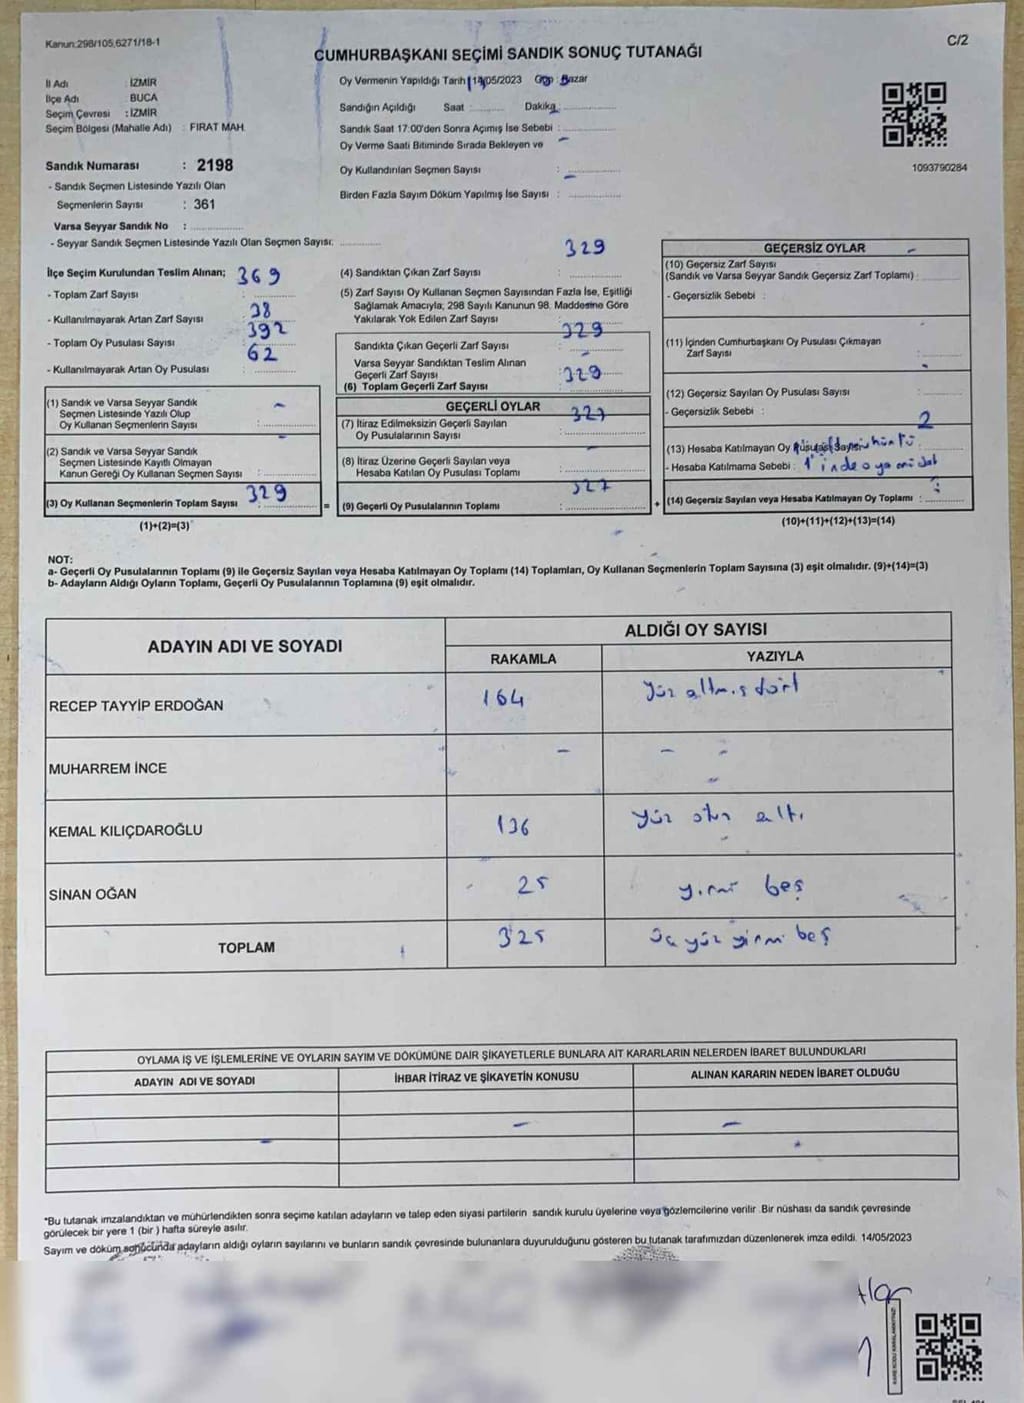 Kanun:298/105,6271/18-1
C/2
CUMHURBAŞKANI SEÇİMİ SANDIK SONUÇ TUTANAĞI
İl Adı : İZMİR
İlçe Adı : BUCA
Seçim Çevresi : İZMİR
Seçim Bölgesi (Mahalle Adı) : FIRAT MAH.
Sandık Numarası : 2198
- Sandık Seçmen Listesinde Yazılı Olan
Seçmenlerin Sayısı : 361
Varsa Seyyar Sandık No :
- Seyyar Sandık Seçmen Listesinde Yazılı Olan Seçmen Sayısı:
Oy Vermenin Yapıldığı Tarih 14/05/2023 Pazar
Sandığın Açıldığı Saat Dakika
Sandık Saat 17:00'den Sonra Açımış İse Sebebi :
Oy Verme Saati Bitiminde Sırada Bekleyen ve
Oy Kullandırılan Seçmen Sayısı : -
Birden Fazla Sayım Döküm Yapılmış İse Sayısı : -
1093790284
İlçe Seçim Kurulundan Teslim Alınan;
- Toplam Zarf Sayısı : 369
- Kullanılmayarak Artan Zarf Sayısı : 38
- Toplam Oy Pusulası Sayısı : 392
- Kullanılmayarak Artan Oy Pusulası : 62
(1) Sandık ve Varsa Seyyar Sandık
Seçmen Listesinde Yazılı Olup
Oy Kullanan Seçmenlerin Sayısı : -
(2) Sandık ve Varsa Seyyar Sandık
Seçmen Listesinde Kayıtlı Olmayan
Kanun Gereği Oy Kullanan Seçmen Sayısı : -
(3) Oy Kullanan Seçmenlerin Toplam Sayısı : 329
(1)+(2)=(3)
(4) Sandıktan Çıkan Zarf Sayısı : 329
(5) Zarf Sayısı Oy Kullanan Seçmen Sayısından Fazla İse, Eşitliği
Sağlamak Amacıyla; 298 Sayılı Kanunun 98. Maddesine Göre
Yakılarak Yok Edilen Zarf Sayısı :
Sandıkta Çıkan Geçerli Zarf Sayısı : 329
Varsa Seyyar Sandıktan Teslim Alınan
Geçerli Zarf Sayısı : -
(6) Toplam Geçerli Zarf Sayısı : 329
GEÇERLİ OYLAR
(7) İtiraz Edilmeksizin Geçerli Sayılan
Oy Pusulalarının Sayısı : 327
(8) İtiraz Üzerine Geçerli Sayılan veya
Hesaba Katılan Oy Pusulası Toplamı : -
= (9) Geçerli Oy Pusulalarının Toplamı : 327
GEÇERSİZ OYLAR
(10) Geçersiz Zarf Sayısı
(Sandık ve Varsa Seyyar Sandık Geçersiz Zarf Toplamı) : -
- Geçersizlik Sebebi :
(11) İçinden Cumhurbaşkanı Oy Pusulası Çıkmayan
Zarf Sayısı :
(12) Geçersiz Sayılan Oy Pusulası Sayısı : -
- Geçersizlik Sebebi :
(13) Hesaba Katılmayan Oy Pusulası Sayısı : 2
- Hesaba Katılmama Sebebi :
+ (14) Geçersiz Sayılan veya Hesaba Katılmayan Oy Toplamı :
(10)+(11)+(12)+(13)=(14)
NOT:
a- Geçerli Oy Pusulalarının Toplamı (9) ile Geçersiz Sayılan veya Hesaba Katılmayan Oy Toplamı (14) Toplamları, Oy Kullanan Seçmenlerin Toplam Sayısına (3) eşit olmalıdır. (9)+(14)=(3)
b- Adayların Aldığı Oyların Toplamı, Geçerli Oy Pusulalarının Toplamına (9) eşit olmalıdır.
ADAYIN ADI VE SOYADI ALDIĞI OY SAYISI
RAKAMLA YAZIYLA
RECEP TAYYİP ERDOĞAN 164 Yüz altmış dört
MUHARREM İNCE - - -
KEMAL KILIÇDAROĞLU 136 Yüz otuz altı
SİNAN OĞAN 25 yirmi beş
TOPLAM 325 üç yüz yirmi beş
OYLAMA İŞ VE İŞLEMLERİNE VE OYLARIN SAYIM VE DÖKÜMÜNE DAİR ŞİKAYETLERLE BUNLARA AİT KARARLARIN NELERDEN İBARET BULUNDUKLARI
ADAYIN ADI VE SOYADI İHBAR İTİRAZ VE ŞİKAYETİN KONUSU ALINAN KARARIN NEDEN İBARET OLDUĞU
- - -
*Bu tutanak imzalandıktan ve mühürlendikten sonra seçime katılan adayların ve talep eden siyasi partilerin sandık kurulu üyelerine veya gözlemcilerine verilir .Bir nüshası da sandık çevresinde
görülecek bir yere 1 (bir ) hafta süreyle asılır.
Sayım ve döküm sonucunda adayların aldığı oyların sayılarını ve bunların sandık çevresinde bulunanlara duyurulduğunu gösteren bu tutanak tarafımızdan düzenlenerek imza edildi. 14/05/2023